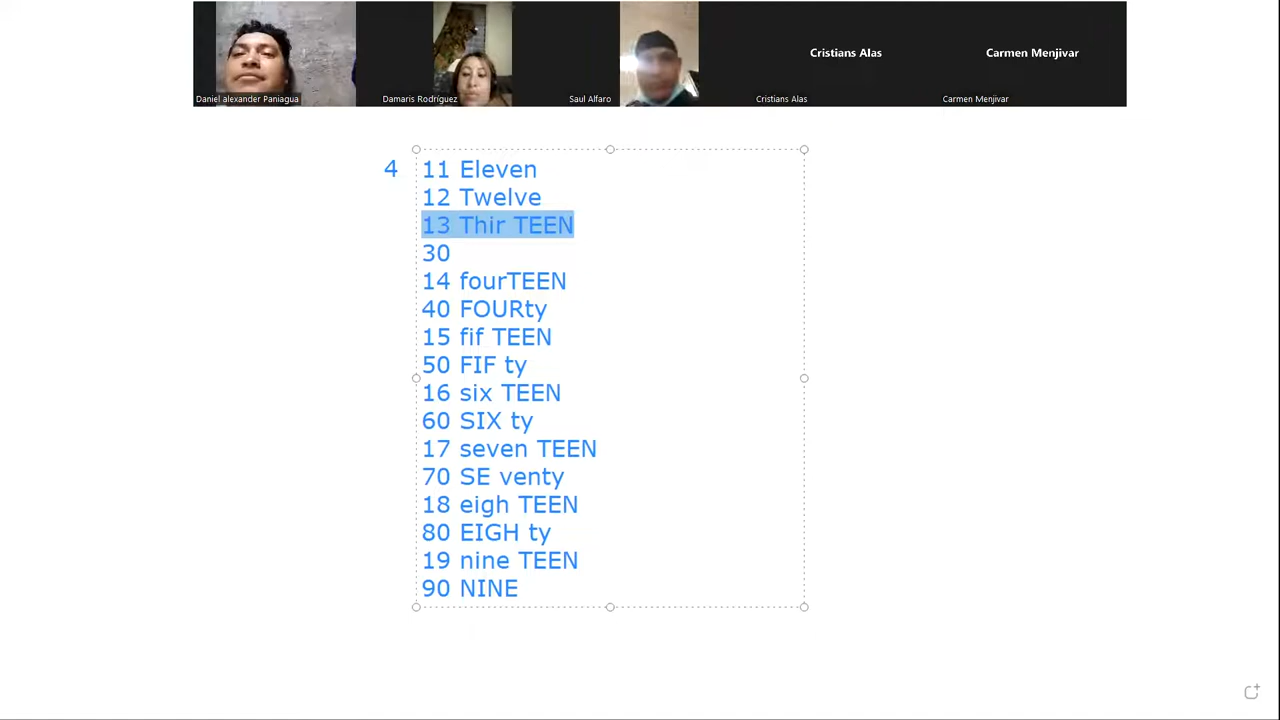 Cristians Alas
Carmen Menjivar
Daniel alexander Paniagua
Damaris Rodríguez
Saul Alfaro
Cristians Alas
Carmen Menjivar
4
11 Eleven
12 Twelve
13 Thir TEEN
30
14 fourTEEN
40 FOURty
15 fif TEEN
50 FIF ty
16 six TEEN
60 SIX ty
17 seven TEEN
70 SE venty
18 eigh TEEN
80 EIGH ty
19 nine TEEN
90 NINE